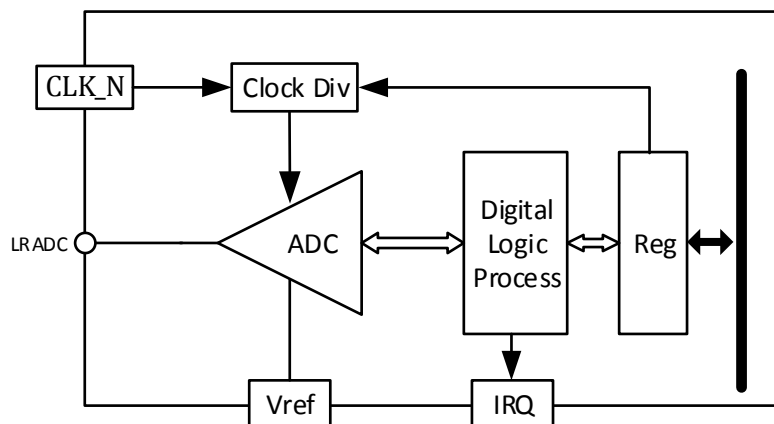 CLK_N
Clock Div
LRADC
ADC
Digital
Logic
Process
Reg
Vref
IRQ